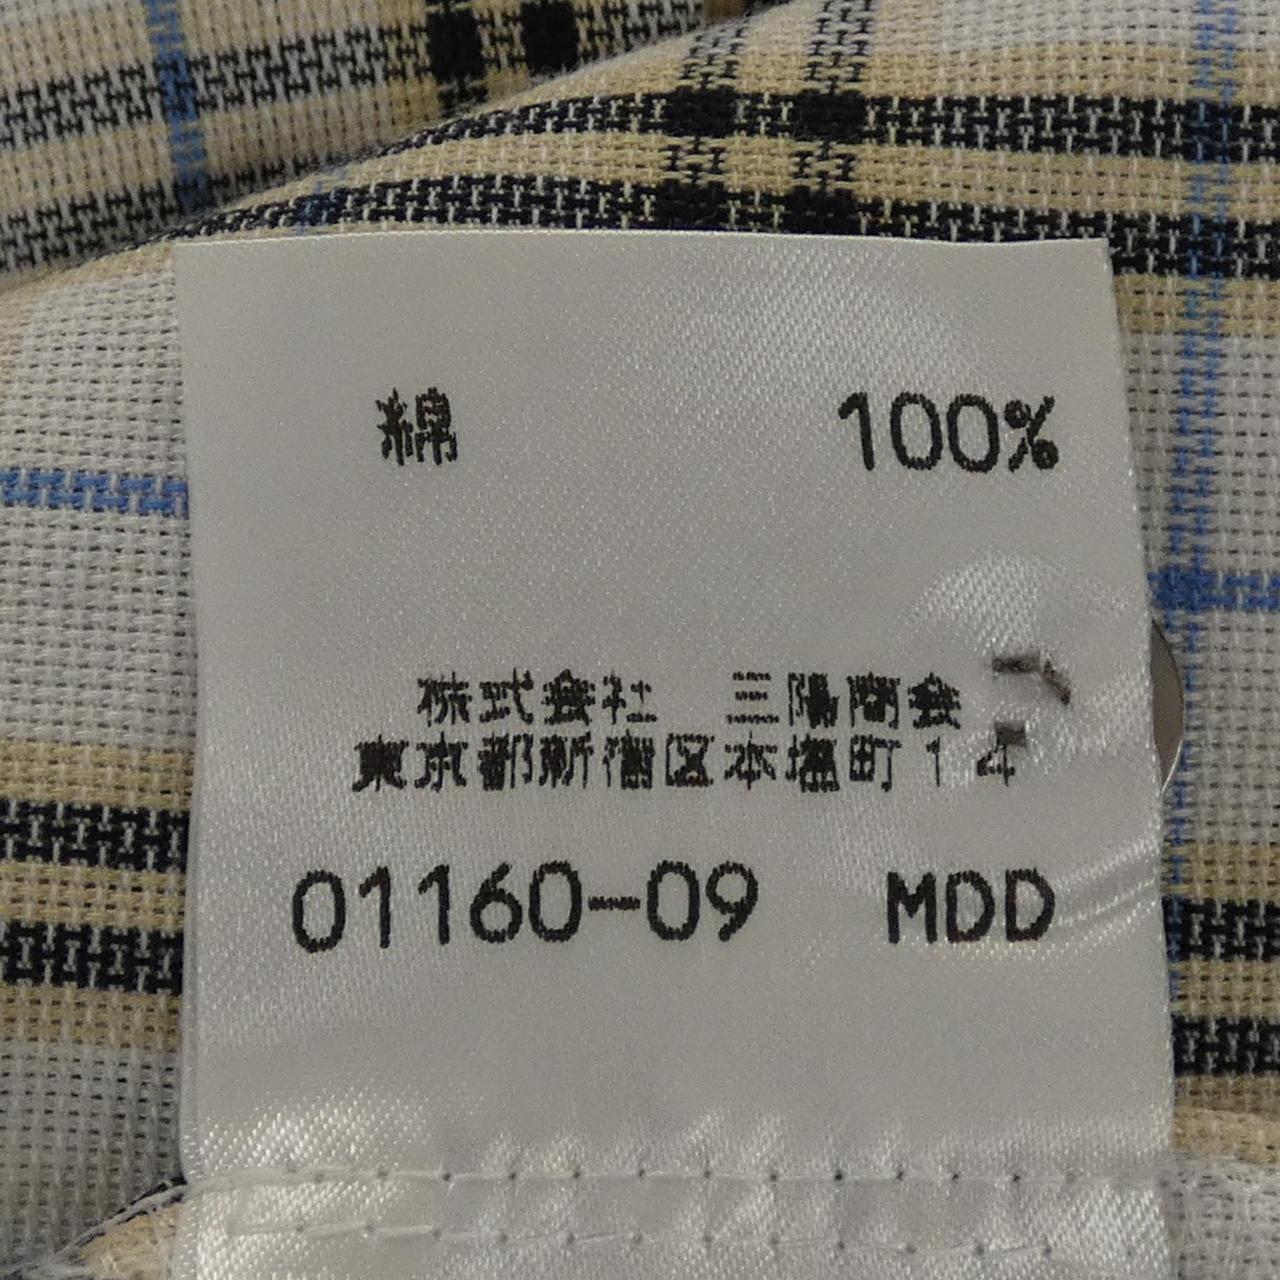 綿 100%
株式会社 三陽商会
東京都新宿区本塩町14
01160-09 MDD